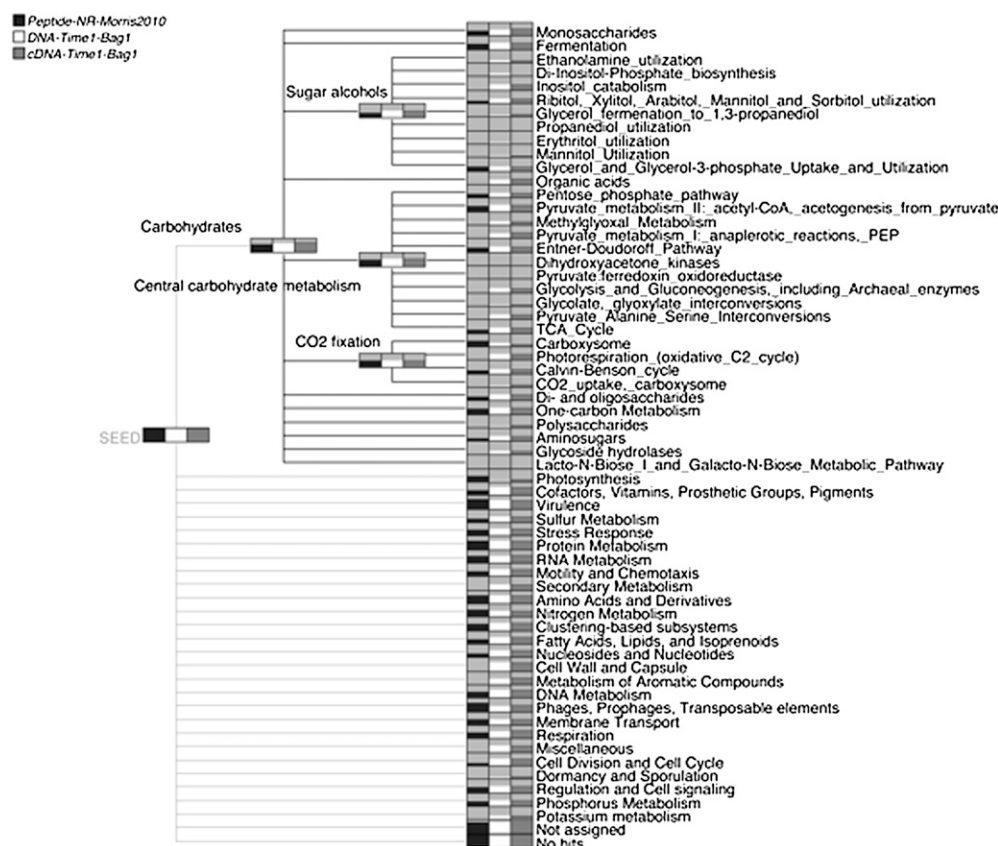 Peptide-NR-Morris2010
DNA-Time1-Bag1
cDNA-Time1-Bag1
Monosaccharides
Fermentation
Ethanolamine_utilization
Di-Inositol-Phosphate_biosynthesis
Sugar alcohols
Inositol_catabolism
Ribitol,_Xylitol,_Arabitol,_Mannitol_and_Sorbitol_utilization
Glycerol_fermenation_to_1,3-propanediol
Propanediol_utilization
Erythritol_utilization
Mannitol_Utilization
Glycerol_and_Glycerol-3-phosphate_Uptake_and_Utilization
Organic acids
Pentose_phosphate_pathway
Pyruvate_metabolism_II:_acetyl-CoA,_acetogenesis_from_pyruvate
Carbohydrates
Methylglyoxal_Metabolism
Pyruvate_metabolism_I:_anaplerotic_reactions,_PEP
Entner-Doudoroff_Pathway
Dihydroxyacetone_kinases
Pyruvate:ferredoxin_oxidoreductase
Central carbohydrate metabolism
Glycolysis_and_Gluconeogenesis,_including_Archaeal_enzymes
Glycolate,_glyoxylate_interconversions
Pyruvate_Alanine_Serine_Interconversions
TCA_Cycle
CO2 fixation
Carboxysome
Photorespiration_(oxidative_C2_cycle)
Calvin-Benson_cycle
CO2_uptake,_carboxysome
Di- and oligosaccharides
One-carbon Metabolism
Polysaccharides
SEED
Aminosugars
Glycoside hydrolases
Lacto-N-Biose_I_and_Galacto-N-Biose_Metabolic_Pathway
Photosynthesis
Cofactors, Vitamins, Prosthetic Groups, Pigments
Virulence
Sulfur Metabolism
Stress Response
Protein Metabolism
RNA Metabolism
Motility and Chemotaxis
Secondary Metabolism
Amino Acids and Derivatives
Nitrogen Metabolism
Clustering-based subsystems
Fatty Acids, Lipids, and Isoprenoids
Nucleosides and Nucleotides
Cell Wall and Capsule
Metabolism of Aromatic Compounds
DNA Metabolism
Phages, Prophages, Transposable elements
Membrane Transport
Respiration
Miscellaneous
Cell Division and Cell Cycle
Dormancy and Sporulation
Regulation and Cell signaling
Phosphorus Metabolism
Potassium metabolism
Not assigned
No hits